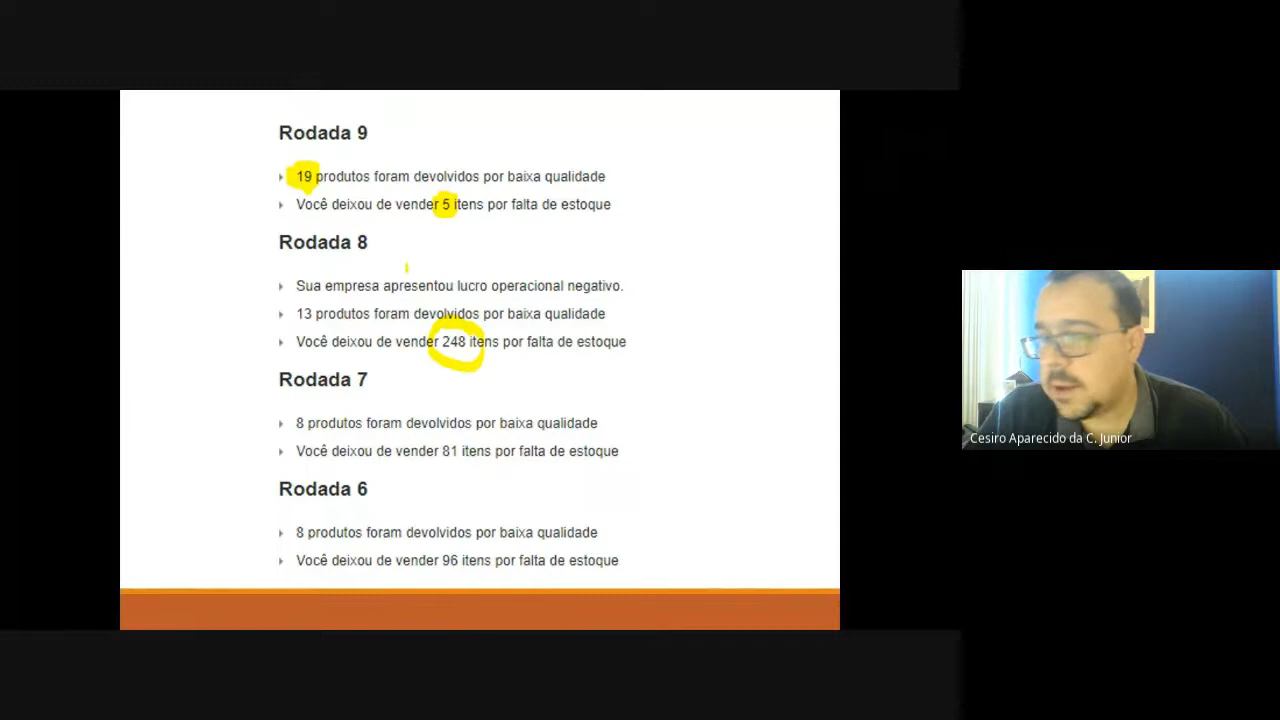 Rodada 9
19 produtos foram devolvidos por baixa qualidade
Você deixou de vender 5 itens por falta de estoque
Rodada 8
Sua empresa apresentou lucro operacional negativo.
13 produtos foram devolvidos por baixa qualidade
Você deixou de vender 248 itens por falta de estoque
Rodada 7
8 produtos foram devolvidos por baixa qualidade
Você deixou de vender 81 itens por falta de estoque
Rodada 6
8 produtos foram devolvidos por baixa qualidade
Você deixou de vender 96 itens por falta de estoque
Cesiro Aparecido da C. Junior